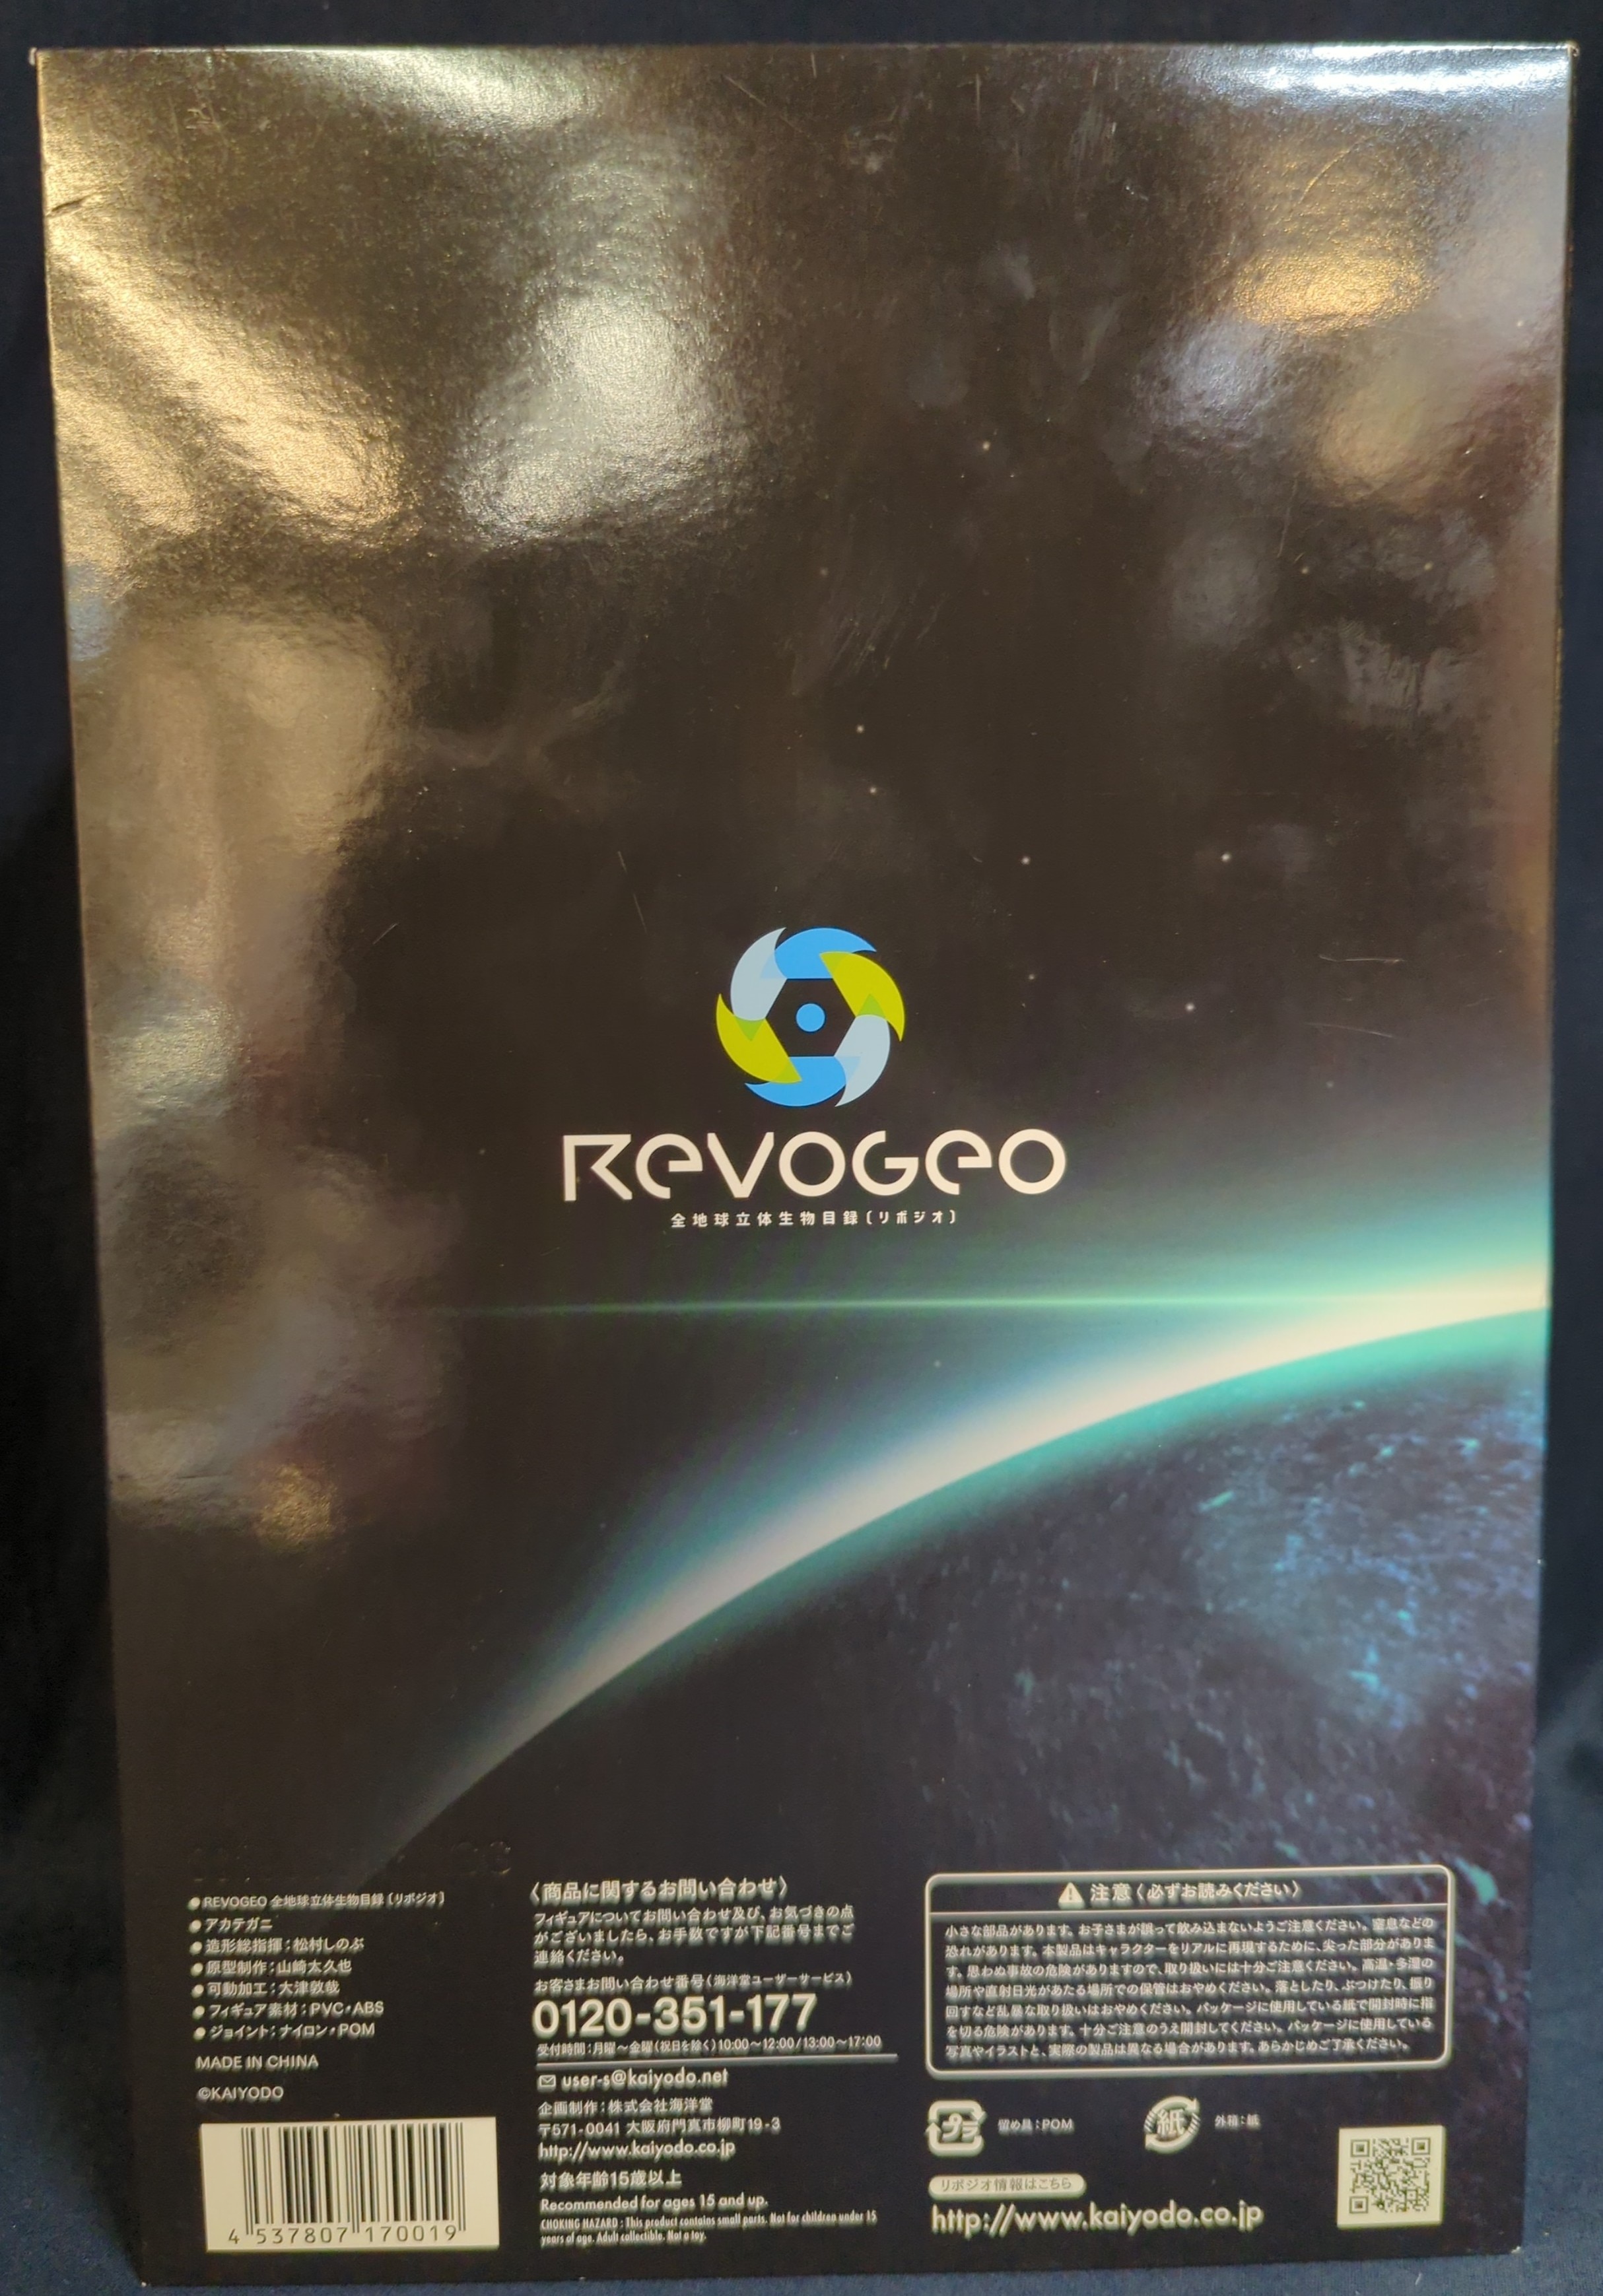 REVOGEO
全地球立体生物目録〔リボジオ〕
●REVOGEO 全地球立体生物目録〔リボジオ〕
●アカテガニ
●造形総指揮：松村しのぶ
●原型制作：山崎太久也
●可動加工：大津敦哉
●フィギュア素材：PVC・ABS
●ジョイント：ナイロン・POM
MADE IN CHINA
©KAIYODO
4 537807 170019
〈商品に関するお問い合わせ〉
フィギュアについてお問い合わせ及び、お気づきの点
がございましたら、お手数ですが下記番号までご
連絡ください。
お客さまお問い合わせ番号（海洋堂ユーザーサービス）
0120-351-177
受付時間：月曜〜金曜（祝日を除く）10:00〜12:00/13:00〜17:00
user-s@kaiyodo.net
企画制作：株式会社海洋堂
〒571-0041 大阪府門真市柳町19-3
http://www.kaiyodo.co.jp
対象年齢15歳以上
Recommended for ages 15 and up.
CHOKING HAZARD : This product contains small parts. Not for children under 15
years of age. Adult collectible. Not a toy.
注意〈必ずお読みください〉
小さな部品があります。お子さまが誤って飲み込まないようご注意ください。窒息などの
恐れがあります。本製品はキャラクターをリアルに再現するために、尖った部分がありま
す。思わぬ事故の危険がありますので、取り扱いには十分ご注意ください。高温・多湿の
場所や直射日光があたる場所での保管はおやめください。落としたり、ぶつけたり、振り
回すなど乱暴な取り扱いはおやめください。パッケージに使用している紙で開封時に指
を切る危険があります。十分ご注意のうえ開封してください。パッケージに使用している
写真やイラストと、実際の製品は異なる場合があります。あらかじめご了承ください。
プラ 留め具：POM
紙 外箱：紙
リボジオ情報はこちら
http://www.kaiyodo.co.jp